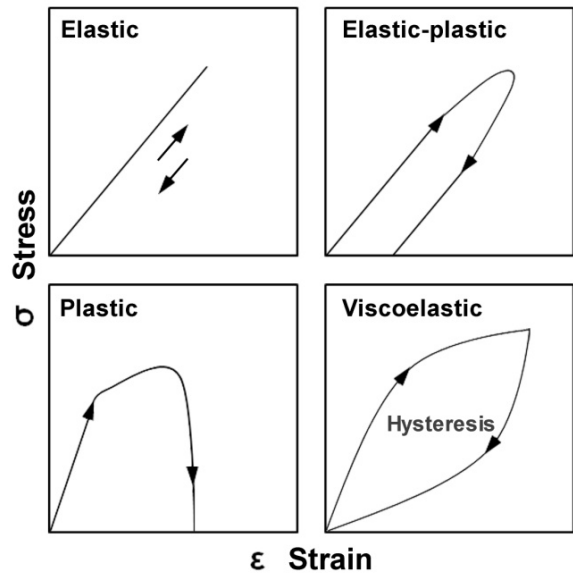 Elastic
Elastic-plastic
σ Stress
Plastic
Viscoelastic
Hysteresis
ε Strain